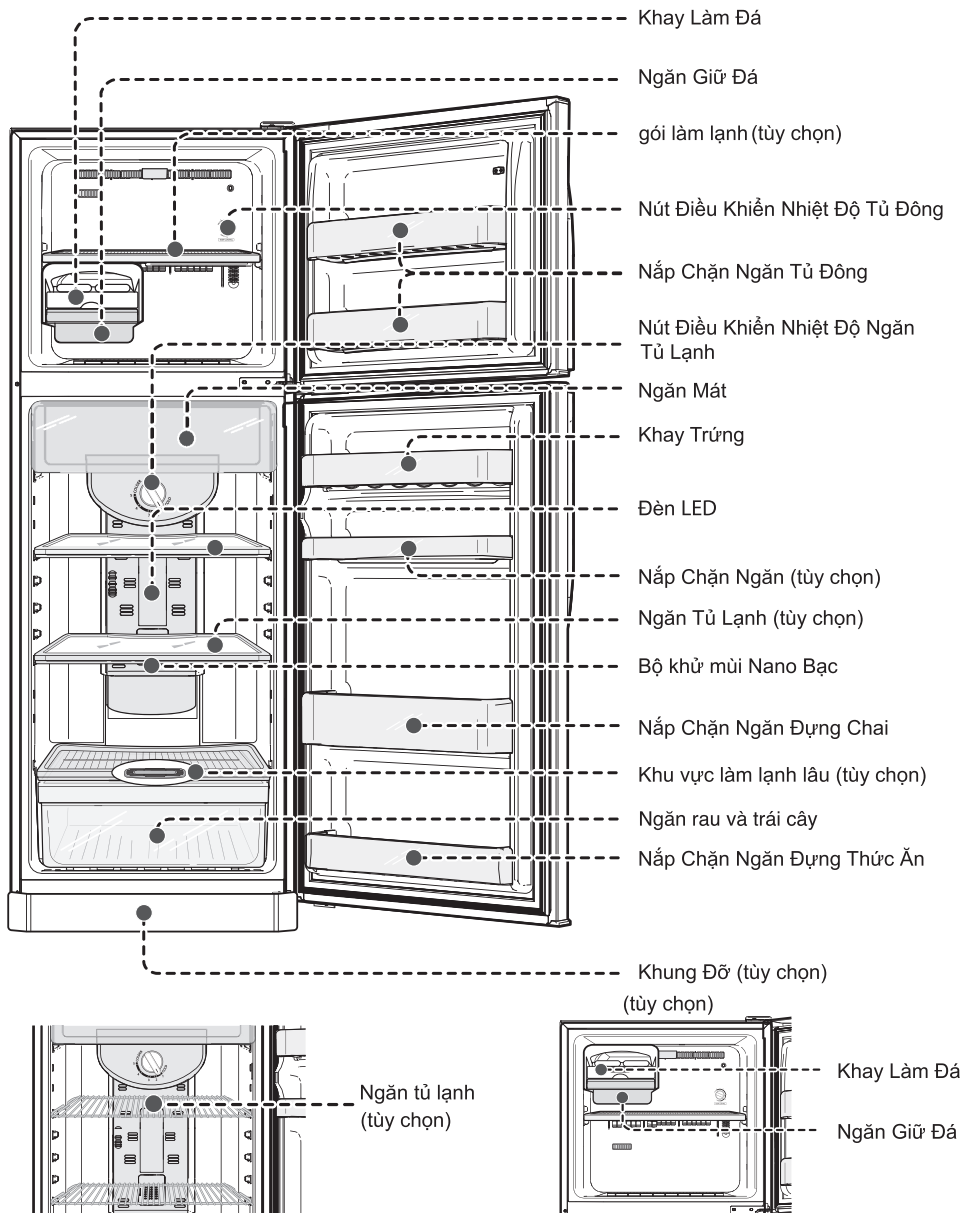 Khay Làm Đá
Ngăn Giữ Đá
gói làm lạnh (tùy chọn)
Nút Điều Khiển Nhiệt Độ Tủ Đông
Nắp Chặn Ngăn Tủ Đông
Nút Điều Khiển Nhiệt Độ Ngăn
Tủ Lạnh
Ngăn Mát
Khay Trứng
Đèn LED
Nắp Chặn Ngăn (tùy chọn)
Ngăn Tủ Lạnh (tùy chọn)
Bộ khử mùi Nano Bạc
Nắp Chặn Ngăn Đựng Chai
Khu vực làm lạnh lâu (tùy chọn)
Ngăn rau và trái cây
Nắp Chặn Ngăn Đựng Thức Ăn
Khung Đỡ (tùy chọn)
(tùy chọn)
Ngăn tủ lạnh
(tùy chọn)
Khay Làm Đá
Ngăn Giữ Đá